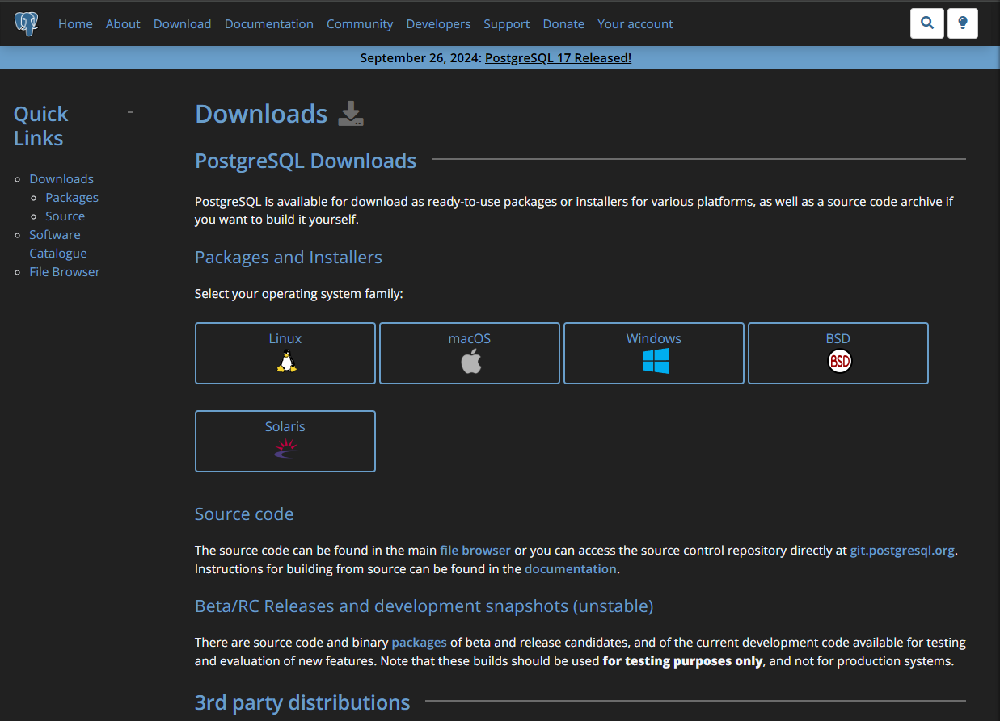 Home About Download Documentation Community Developers Support Donate Your account
September 26, 2024: PostgreSQL 17 Released!
Quick
Links
Downloads
Packages
Source
Software
Catalogue
File Browser
Downloads
PostgreSQL Downloads
PostgreSQL is available for download as ready-to-use packages or installers for various platforms, as well as a source code archive if
you want to build it yourself.
Packages and Installers
Select your operating system family:
Linux
macOS
Windows
BSD
BSD
Solaris
Source code
The source code can be found in the main file browser or you can access the source control repository directly at git.postgresql.org.
Instructions for building from source can be found in the documentation.
Beta/RC Releases and development snapshots (unstable)
There are source code and binary packages of beta and release candidates, and of the current development code available for testing
and evaluation of new features. Note that these builds should be used for testing purposes only, and not for production systems.
3rd party distributions